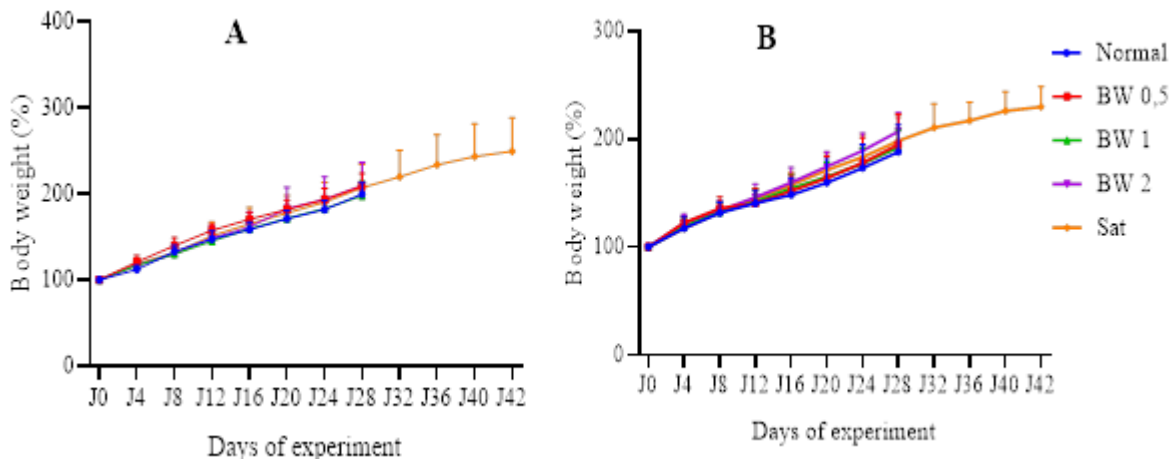 A
Body weight (%)
400
300
200
100
0
J0 J4 J8 J12 J16 J20 J24 J28 J32 J36 J40 J42
Days of experiment
B
Body weight (%)
300
200
100
0
J0 J4 J8 J12 J16 J20 J24 J28 J32 J36 J40 J42
Days of experiment
Normal
BW 0,5
BW 1
BW 2
Sat